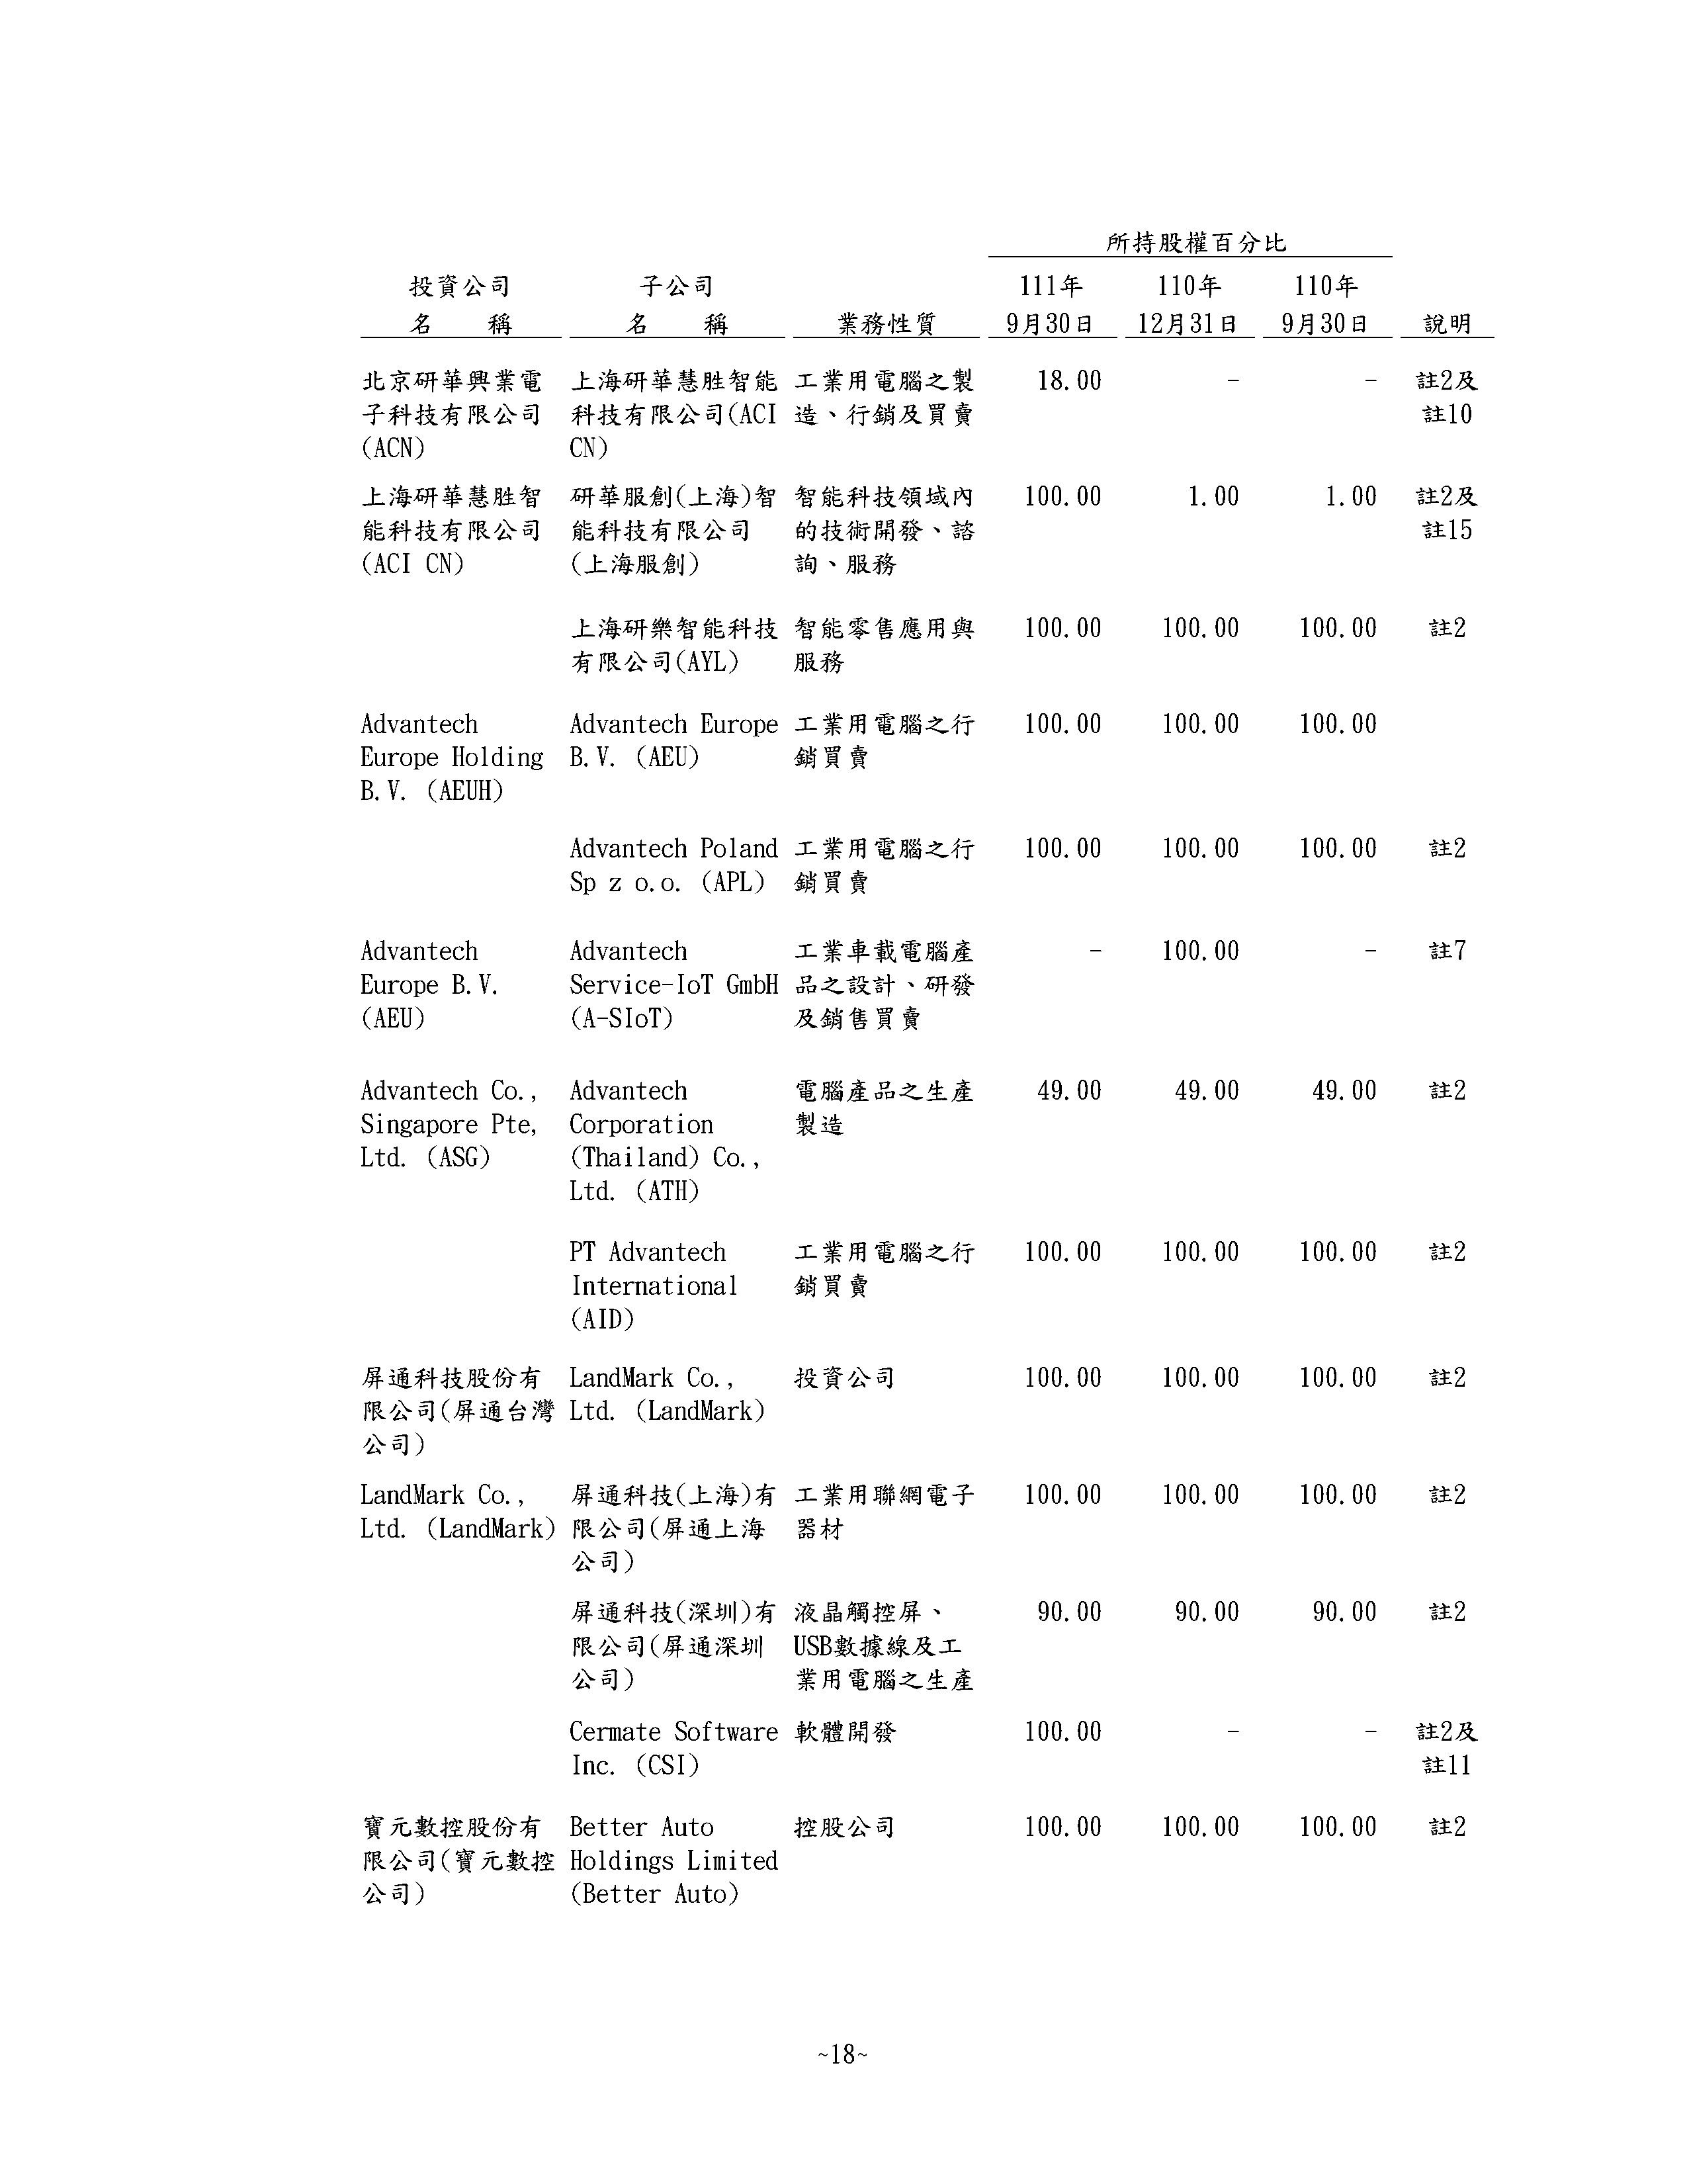 所持股權百分比
投資公司 子公司 111年 110年 110年
名 稱 名 稱 業務性質 9月30日 12月31日 9月30日 說明
北京研華興業電 上海研華慧胜智能 工業用電腦之製 18.00 - - 註2及
子科技有限公司 科技有限公司(ACI 造、行銷及買賣 註10
(ACN) CN)
上海研華慧胜智 研華服創(上海)智 智能科技領域內 100.00 1.00 1.00 註2及
能科技有限公司 能科技有限公司 的技術開發、諮 註15
(ACI CN) (上海服創) 詢、服務
上海研樂智能科技 智能零售應用與 100.00 100.00 100.00 註2
有限公司(AYL) 服務
Advantech Advantech Europe 工業用電腦之行 100.00 100.00 100.00
Europe Holding B.V. (AEU) 銷買賣
B.V. (AEUH)
Advantech Poland 工業用電腦之行 100.00 100.00 100.00 註2
Sp z o.o. (APL) 銷買賣
Advantech Advantech 工業車載電腦產 - 100.00 - 註7
Europe B.V. Service-IoT GmbH 品之設計、研發
(AEU) (A-SIoT) 及銷售買賣
Advantech Co., Advantech 電腦產品之生產 49.00 49.00 49.00 註2
Singapore Pte, Corporation 製造
Ltd. (ASG) (Thailand) Co.,
Ltd. (ATH)
PT Advantech 工業用電腦之行 100.00 100.00 100.00 註2
International 銷買賣
(AID)
屏通科技股份有 LandMark Co., 投資公司 100.00 100.00 100.00 註2
限公司(屏通台灣 Ltd. (LandMark)
公司)
LandMark Co., 屏通科技(上海)有 工業用聯網電子 100.00 100.00 100.00 註2
Ltd. (LandMark) 限公司(屏通上海 器材
公司)
屏通科技(深圳)有 液晶觸控屏、 90.00 90.00 90.00 註2
限公司(屏通深圳 USB數據線及工
公司) 業用電腦之生產
Cermate Software 軟體開發 100.00 - - 註2及
Inc. (CSI) 註11
寶元數控股份有 Better Auto 控股公司 100.00 100.00 100.00 註2
限公司(寶元數控 Holdings Limited
公司) (Better Auto)
~18~